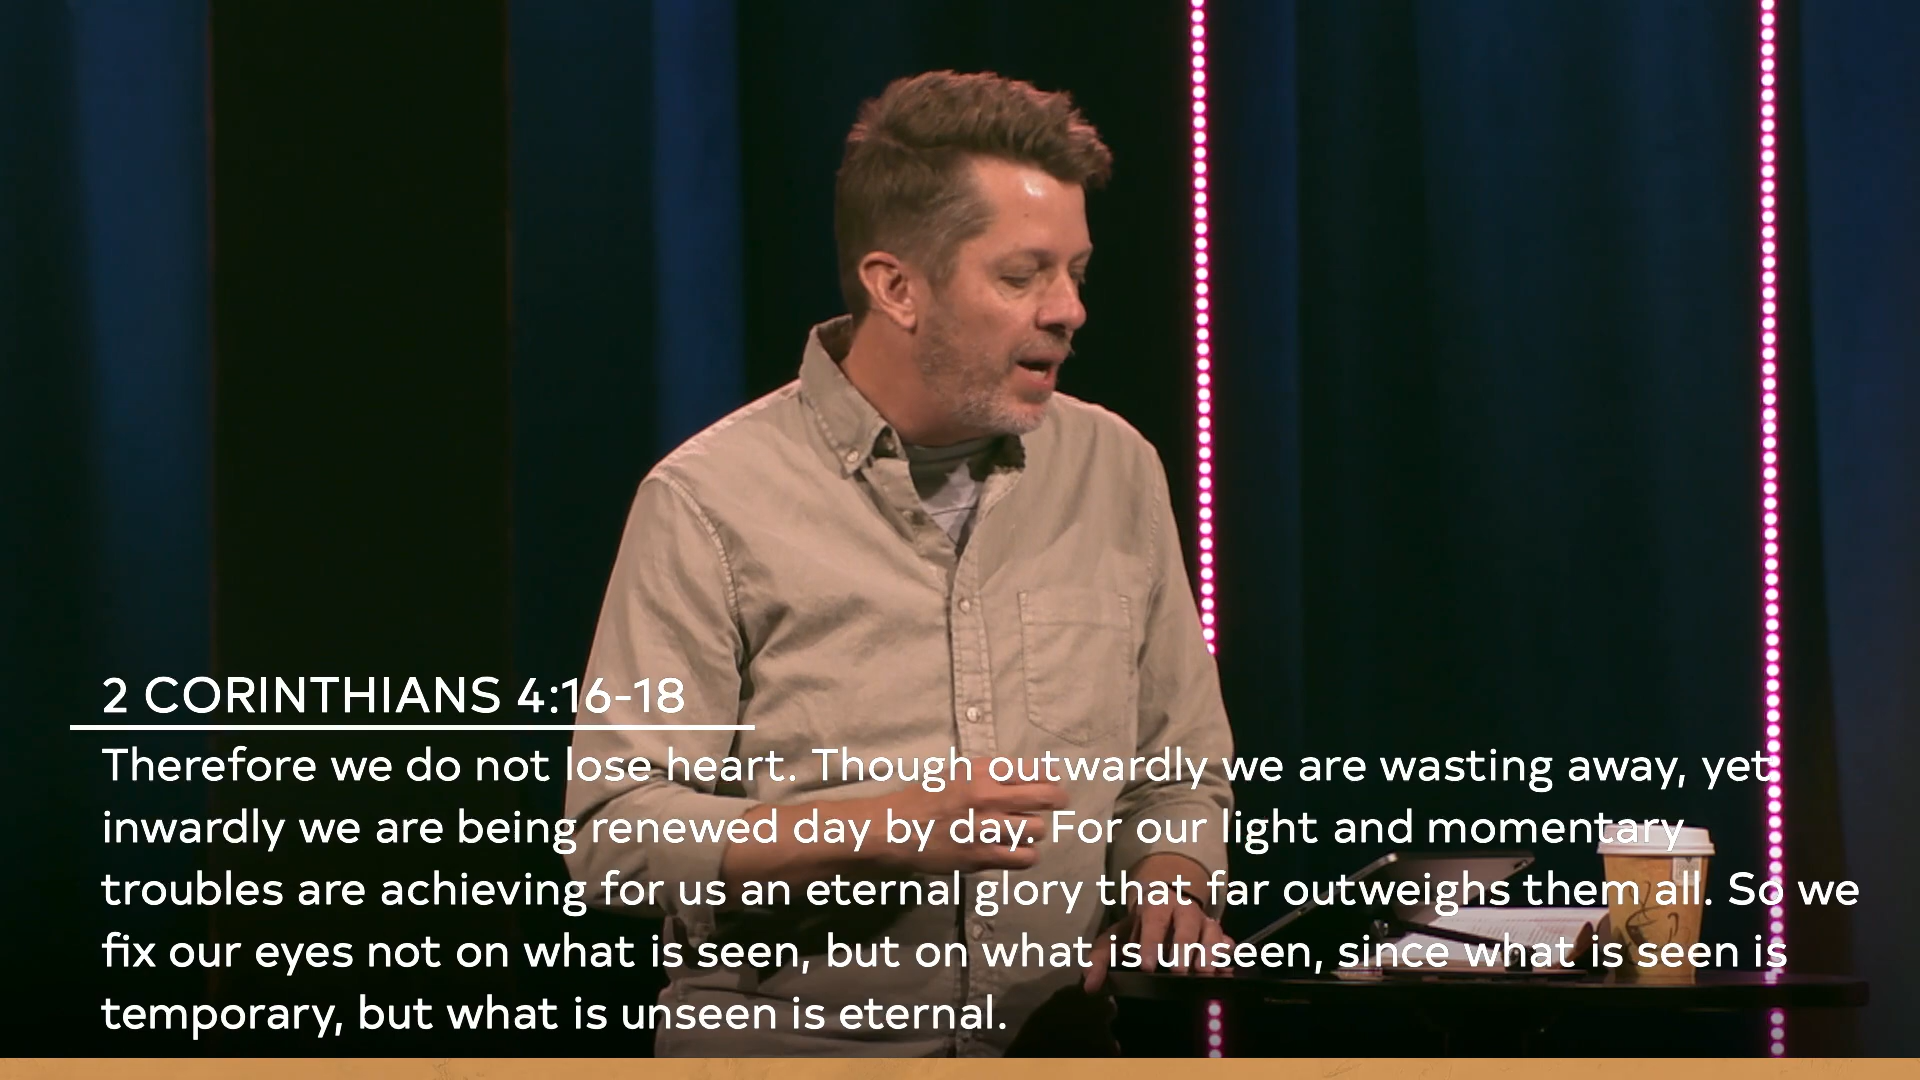 2 CORINTHIANS 4:16-18
Therefore we do not lose heart. Though outwardly we are wasting away, yet
inwardly we are being renewed day by day. For our light and momentary
troubles are achieving for us an eternal glory that far outweighs them all. So we
fix our eyes not on what is seen, but on what is unseen, since what is seen is
temporary, but what is unseen is eternal.